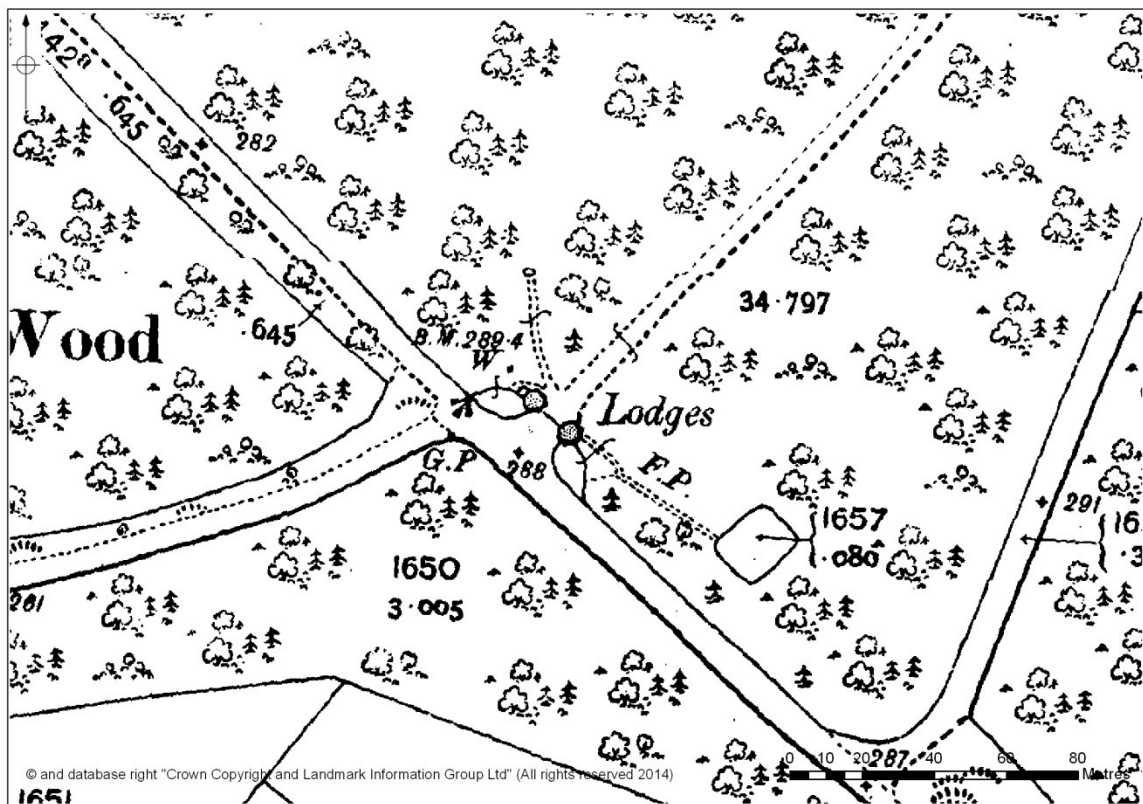 42a
.645
282
34.797
Wood
.645
B.M. 289.4
W
Lodges
G.P
288
F.P.
1657
.080
291
1650
3.005
261
287
0 10 20 40 60 80
Metres
© and database right "Crown Copyright and Landmark Information Group Ltd" (All rights reserved 2014)
1651